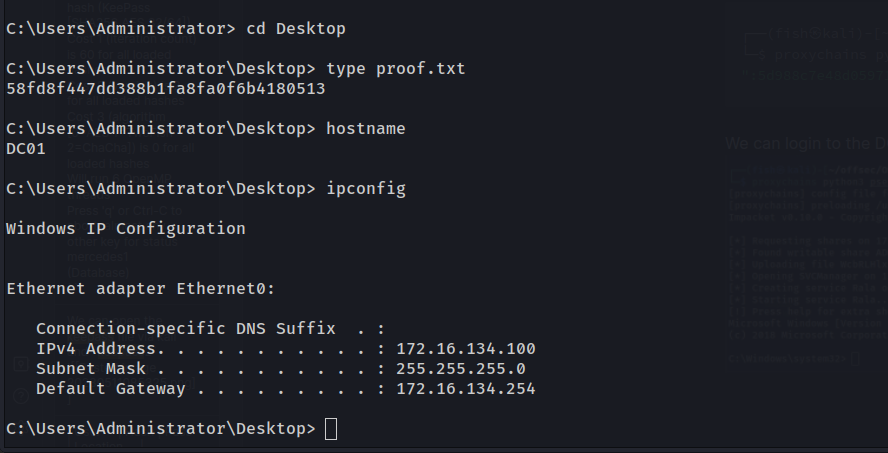 C:\Users\Administrator> cd Desktop
C:\Users\Administrator\Desktop> type proof.txt
58fd8f447dd388b1fa8fa0f6b4180513
C:\Users\Administrator\Desktop> hostname
DC01
C:\Users\Administrator\Desktop> ipconfig
Windows IP Configuration
Ethernet adapter Ethernet0:
Connection-specific DNS Suffix  . :
IPv4 Address. . . . . . . . . . . : 172.16.134.100
Subnet Mask . . . . . . . . . . . : 255.255.255.0
Default Gateway . . . . . . . . . : 172.16.134.254
C:\Users\Administrator\Desktop>
We can login to the D